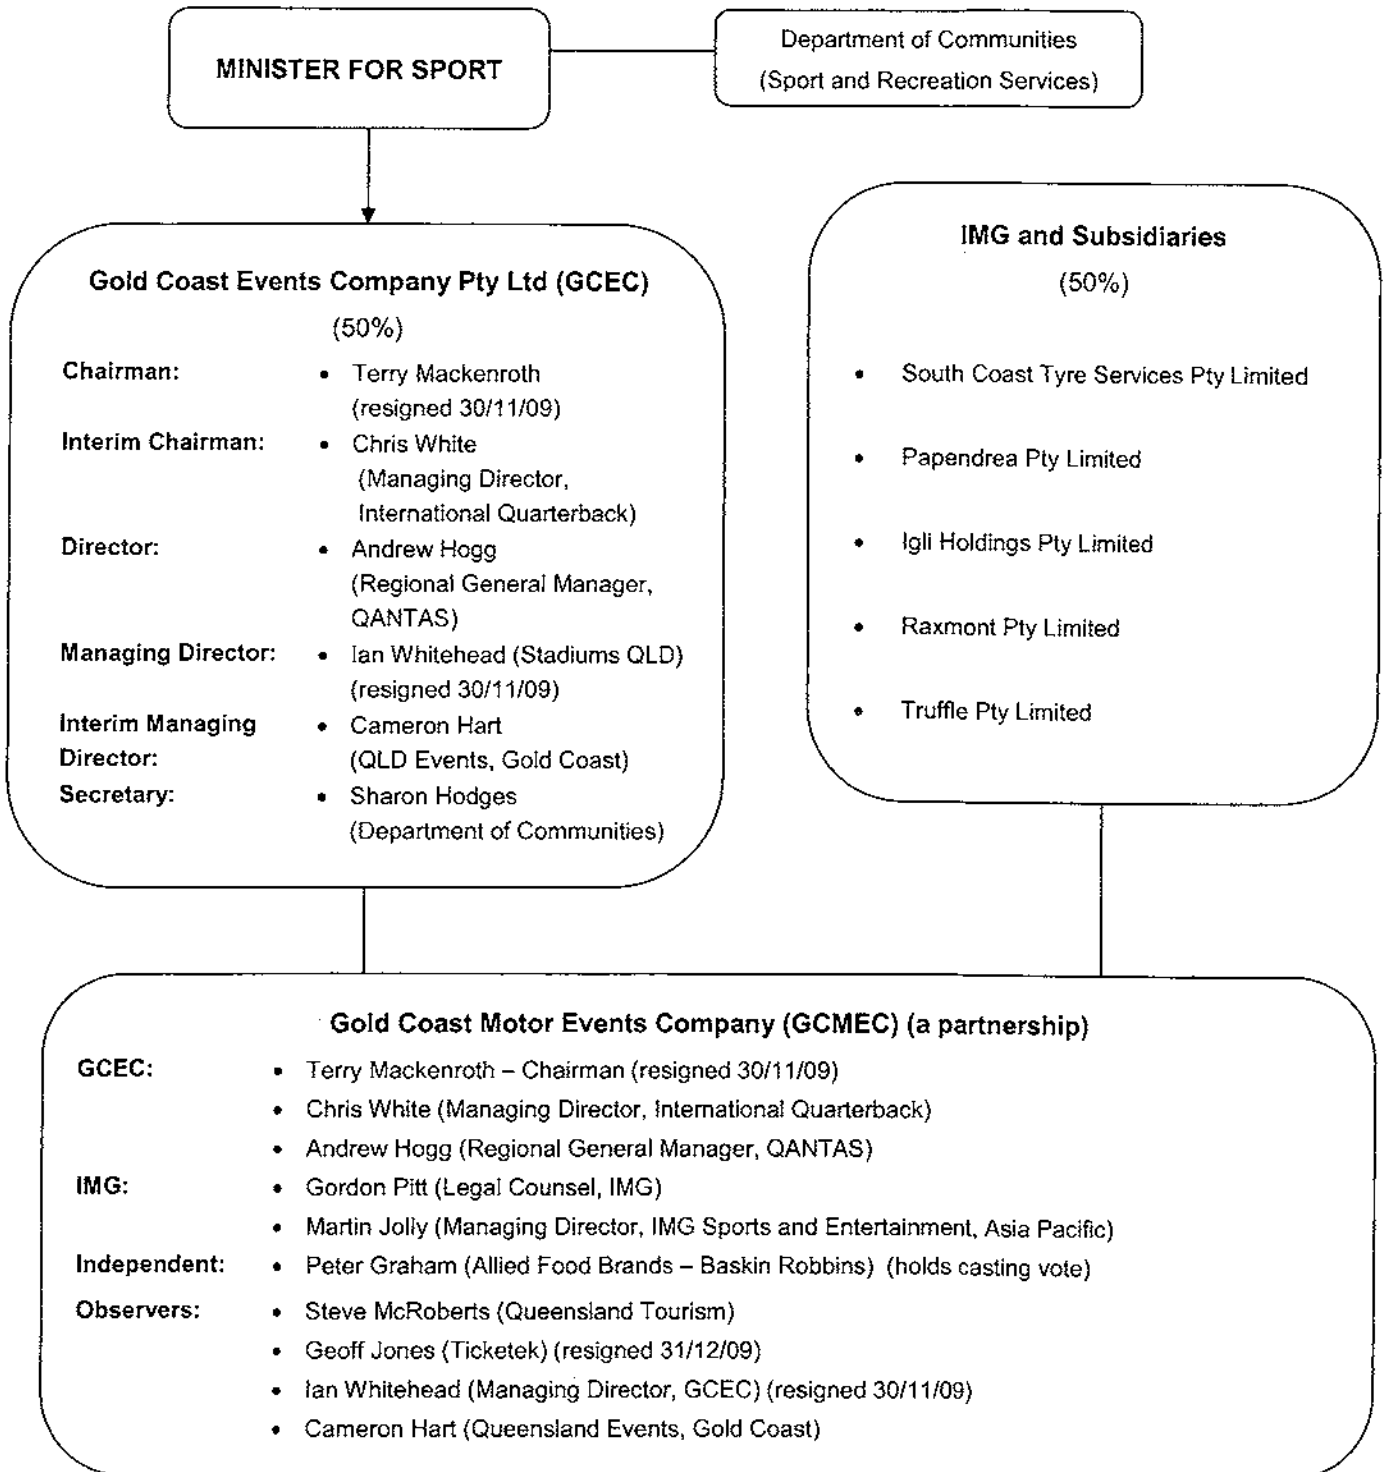 MINISTER FOR SPORT
Department of Communities
(Sport and Recreation Services)
Gold Coast Events Company Pty Ltd (GCEC)
(50%)
Chairman: • Terry Mackenroth
(resigned 30/11/09)
Interim Chairman: • Chris White
(Managing Director,
International Quarterback)
Director: • Andrew Hogg
(Regional General Manager,
QANTAS)
Managing Director: • Ian Whitehead (Stadiums QLD)
(resigned 30/11/09)
Interim Managing • Cameron Hart
Director: (QLD Events, Gold Coast)
Secretary: • Sharon Hodges
(Department of Communities)
IMG and Subsidiaries
(50%)
• South Coast Tyre Services Pty Limited
• Papendrea Pty Limited
• Igli Holdings Pty Limited
• Raxmont Pty Limited
• Truffle Pty Limited
Gold Coast Motor Events Company (GCMEC) (a partnership)
GCEC: • Terry Mackenroth – Chairman (resigned 30/11/09)
• Chris White (Managing Director, International Quarterback)
• Andrew Hogg (Regional General Manager, QANTAS)
IMG: • Gordon Pitt (Legal Counsel, IMG)
• Martin Jolly (Managing Director, IMG Sports and Entertainment, Asia Pacific)
Independent: • Peter Graham (Allied Food Brands – Baskin Robbins) (holds casting vote)
Observers: • Steve McRoberts (Queensland Tourism)
• Geoff Jones (Ticketek) (resigned 31/12/09)
• Ian Whitehead (Managing Director, GCEC) (resigned 30/11/09)
• Cameron Hart (Queensland Events, Gold Coast)